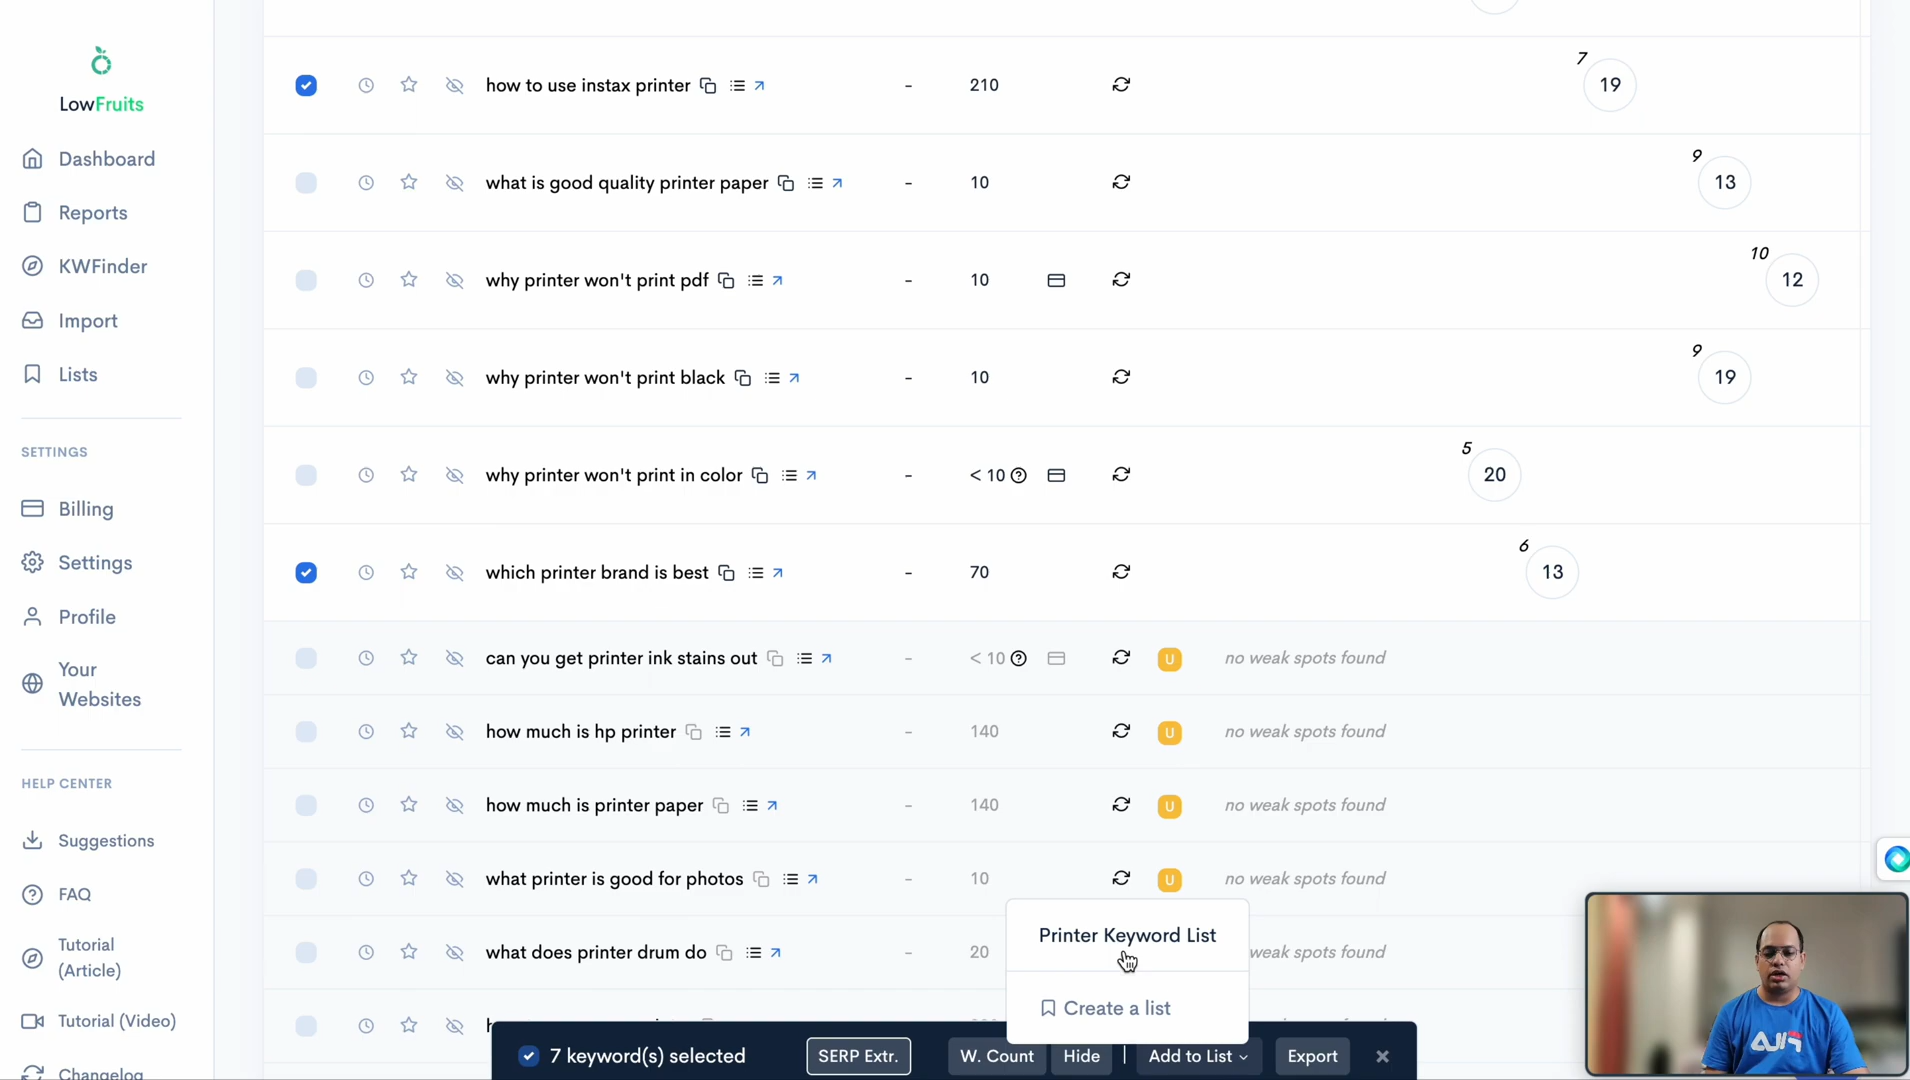 LowFruits
Dashboard
Reports
KWFinder
Import
Lists
SETTINGS
Billing
Settings
Profile
Your
Websites
HELP CENTER
Suggestions
FAQ
Tutorial
(Article)
Tutorial (Video)
Changelog
how to use instax printer - 210 7 19
what is good quality printer paper - 10 9 13
why printer won't print pdf - 10 10 12
why printer won't print black - 10 9 19
why printer won't print in color - < 10 5 20
which printer brand is best - 70 6 13
can you get printer ink stains out - < 10 U no weak spots found
how much is hp printer - 140 U no weak spots found
how much is printer paper - 140 U no weak spots found
what printer is good for photos - 10 U no weak spots found
what does printer drum do - 20 weak spots found
Printer Keyword List
Create a list
7 keyword(s) selected SERP Extr. W. Count Hide Add to List Export